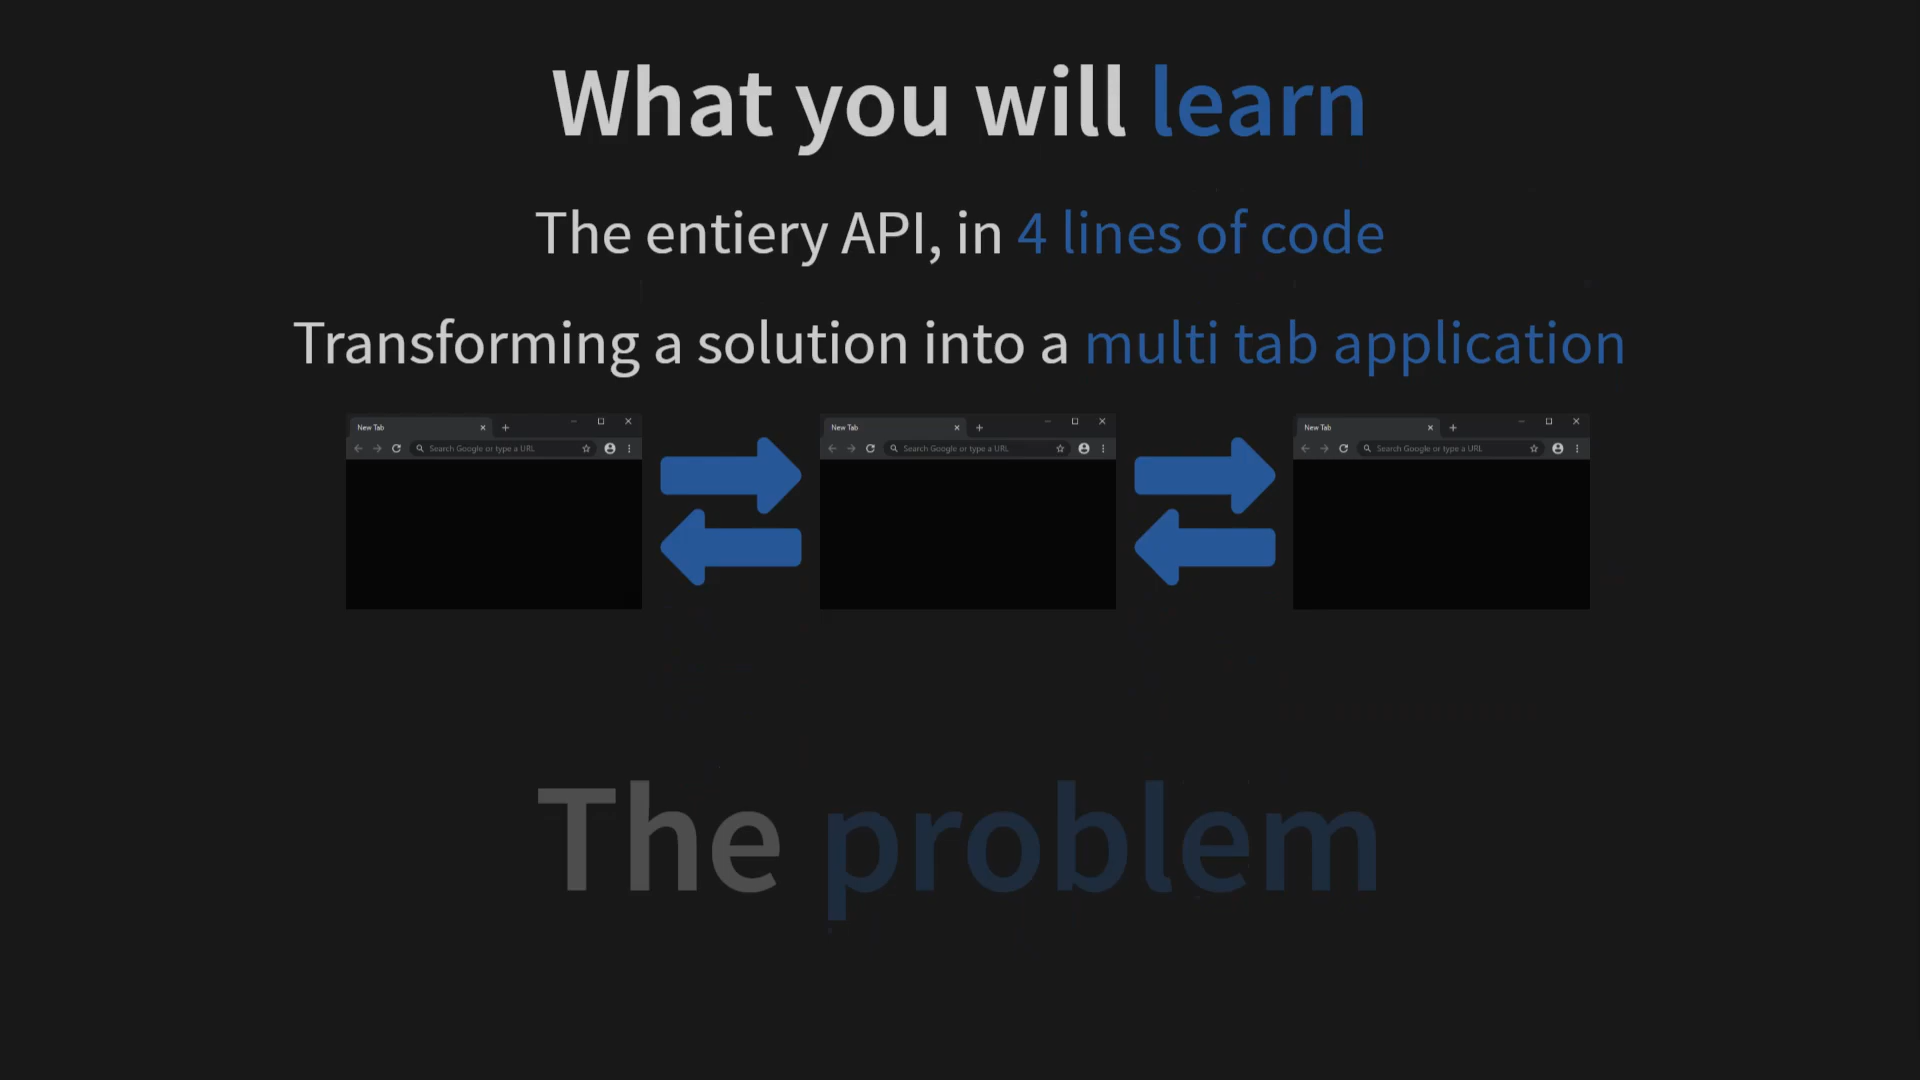 What you will learn
The entiery API, in 4 lines of code
Transforming a solution into a multi tab application
New Tab
Search Google or type a URL
New Tab
Search Google or type a URL
New Tab
Search Google or type a URL
The problem